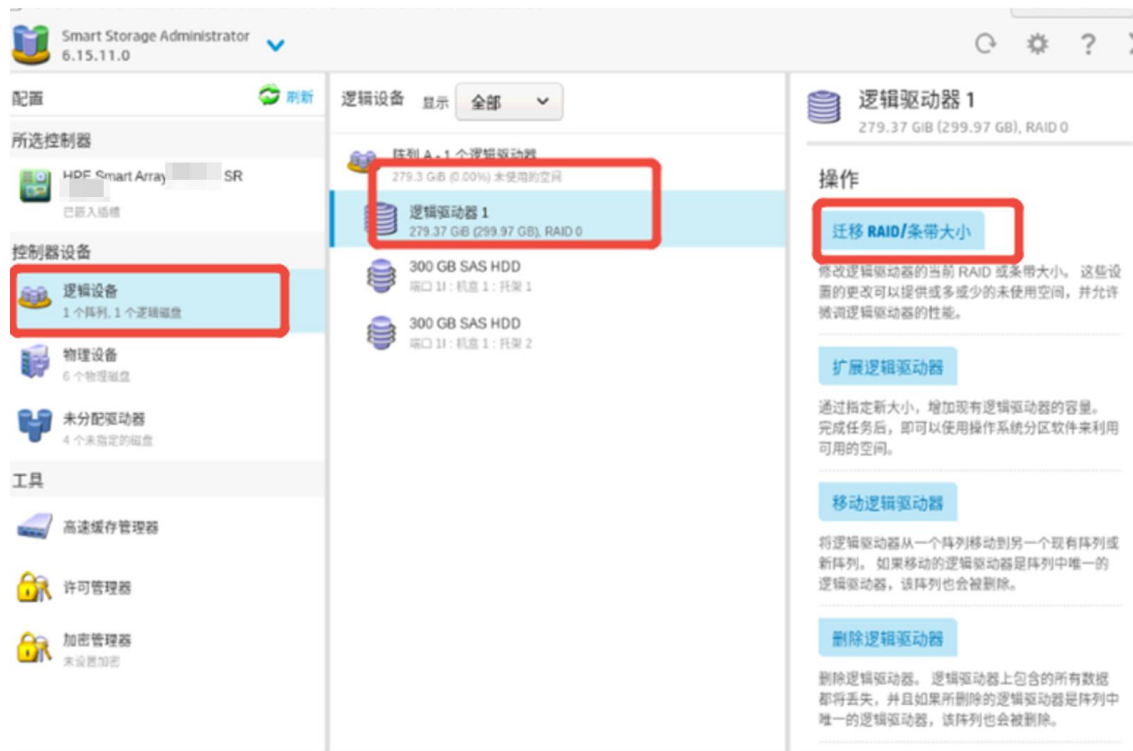 Smart Storage Administrator
6.15.11.0
配置
刷新
所选控制器
HPE Smart Array SR
已嵌入插槽
控制器设备
逻辑设备
1 个阵列, 1 个逻辑磁盘
物理设备
6 个物理磁盘
未分配驱动器
4 个未指定的磁盘
工具
高速缓存管理器
许可管理器
加密管理器
未设置加密
逻辑设备 显示 全部
阵列 A - 1 个逻辑驱动器
279.3 GiB (0.00%) 未使用的空间
逻辑驱动器 1
279.37 GiB (299.97 GB), RAID 0
300 GB SAS HDD
端口 1I : 机盒 1 : 托架 1
300 GB SAS HDD
端口 1I : 机盒 1 : 托架 2
逻辑驱动器 1
279.37 GiB (299.97 GB), RAID 0
操作
迁移 RAID/条带大小
修改逻辑驱动器的当前 RAID 或条带大小。 这些设
置的更改可以提供或多或少的未使用空间，并允许
微调逻辑驱动器的性能。
扩展逻辑驱动器
通过指定新大小，增加现有逻辑驱动器的容量。
完成任务后，即可以使用操作系统分区软件来利用
可用的空间。
移动逻辑驱动器
将逻辑驱动器从一个阵列移动到另一个现有阵列或
新阵列。 如果移动的逻辑驱动器是阵列中唯一的
逻辑驱动器，该阵列也会被删除。
删除逻辑驱动器
删除逻辑驱动器。 逻辑驱动器上包含的所有数据
都将丢失，并且如果所删除的逻辑驱动器是阵列中
唯一的逻辑驱动器，该阵列也会被删除。